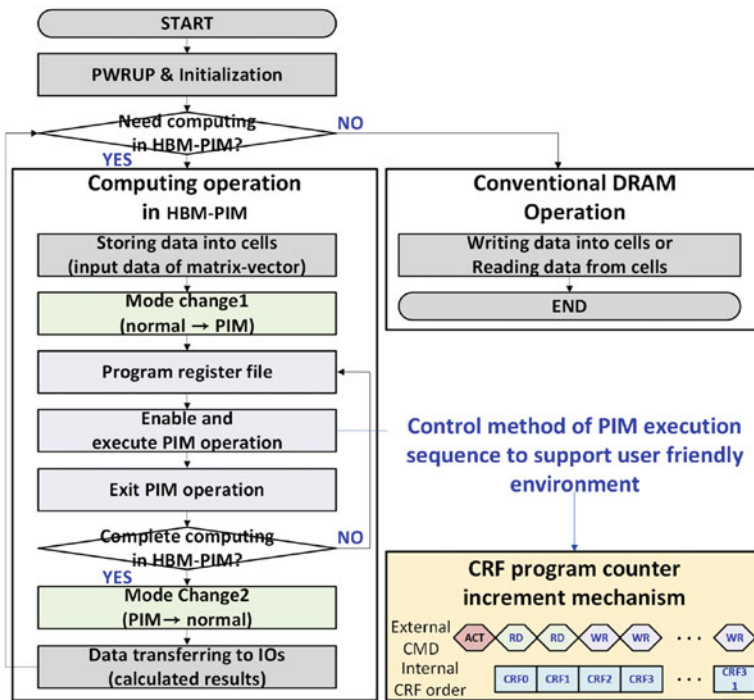 START
PWRUP & Initialization
Need computing
in HBM-PIM?
NO
YES
Computing operation
in HBM-PIM
Storing data into cells
(input data of matrix-vector)
Mode change1
(normal → PIM)
Program register file
Enable and
execute PIM operation
Exit PIM operation
Complete computing
in HBM-PIM?
NO
YES
Mode Change2
(PIM→ normal)
Data transferring to IOs
(calculated results)
Conventional DRAM
Operation
Writing data into cells or
Reading data from cells
END
Control method of PIM execution
sequence to support user friendly
environment
CRF program counter
increment mechanism
External
CMD
ACT RD RD WR WR · · · WR
Internal
CRF order
CRF0 CRF1 CRF2 CRF3 · · · CRF3
1